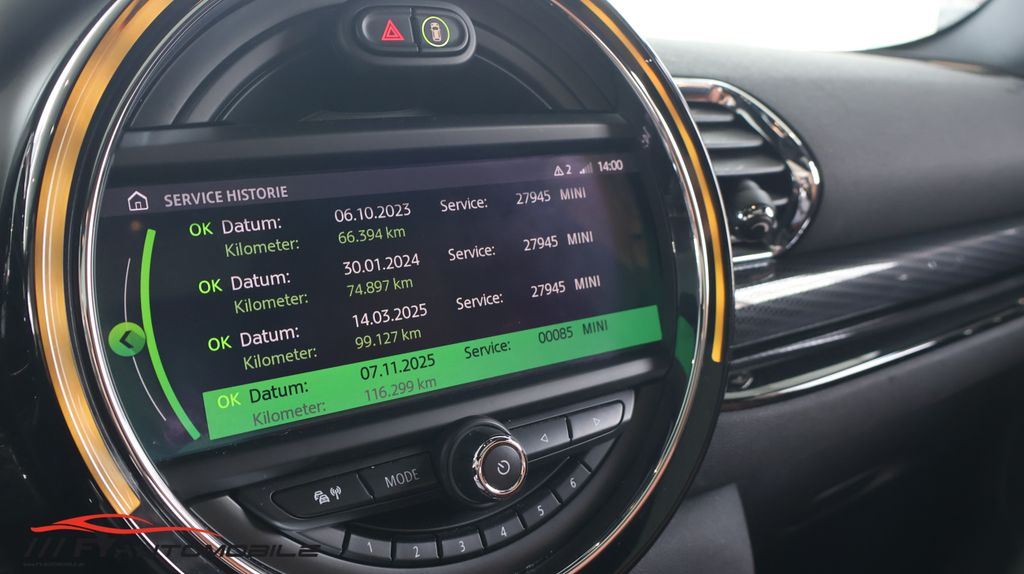 ⚠ 2 14:00
SERVICE HISTORIE
OK Datum: 06.10.2023 Service: 27945 MINI
Kilometer: 66.394 km
OK Datum: 30.01.2024 Service: 27945 MINI
Kilometer: 74.897 km
OK Datum: 14.03.2025 Service: 27945 MINI
Kilometer: 99.127 km
OK Datum: 07.11.2025 Service: 00085 MINI
Kilometer: 116.299 km
MODE
1 2 3 4 5 6
FY AUTOMOBILE